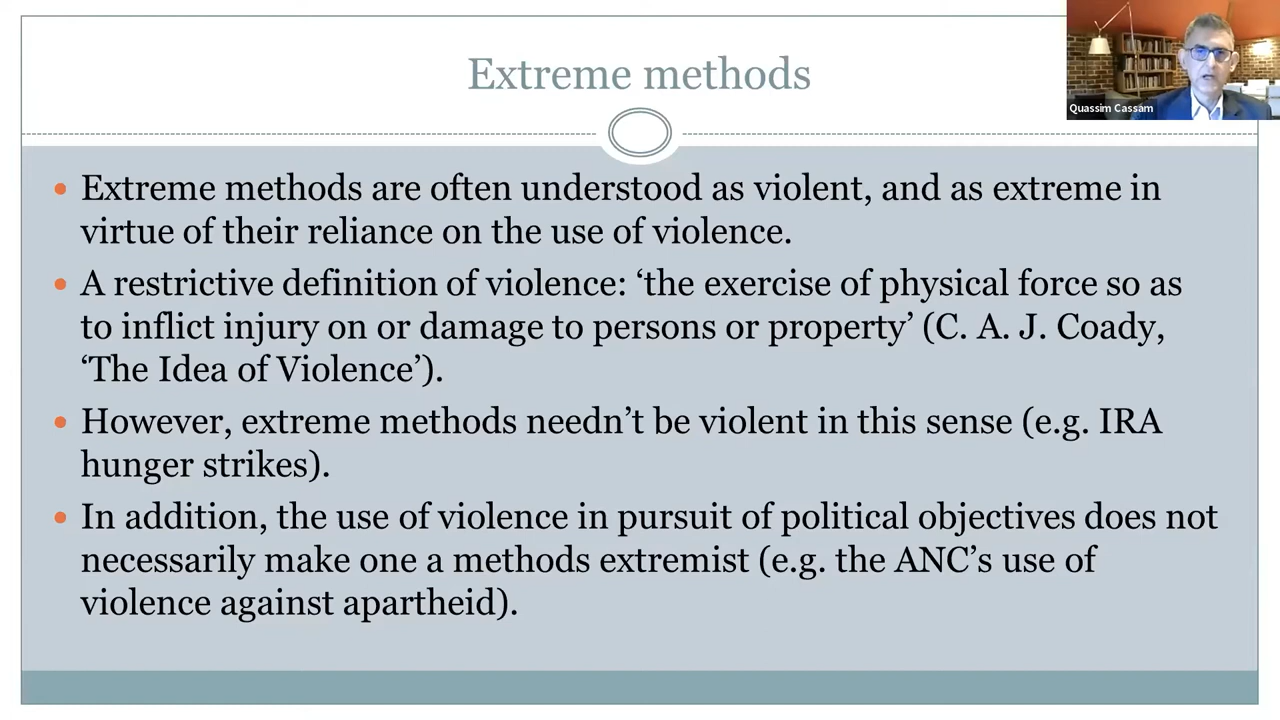 Extreme methods
Quassim Cassam
• Extreme methods are often understood as violent, and as extreme in
virtue of their reliance on the use of violence.
• A restrictive definition of violence: ‘the exercise of physical force so as
to inflict injury on or damage to persons or property’ (C. A. J. Coady,
‘The Idea of Violence’).
• However, extreme methods needn’t be violent in this sense (e.g. IRA
hunger strikes).
• In addition, the use of violence in pursuit of political objectives does not
necessarily make one a methods extremist (e.g. the ANC’s use of
violence against apartheid).